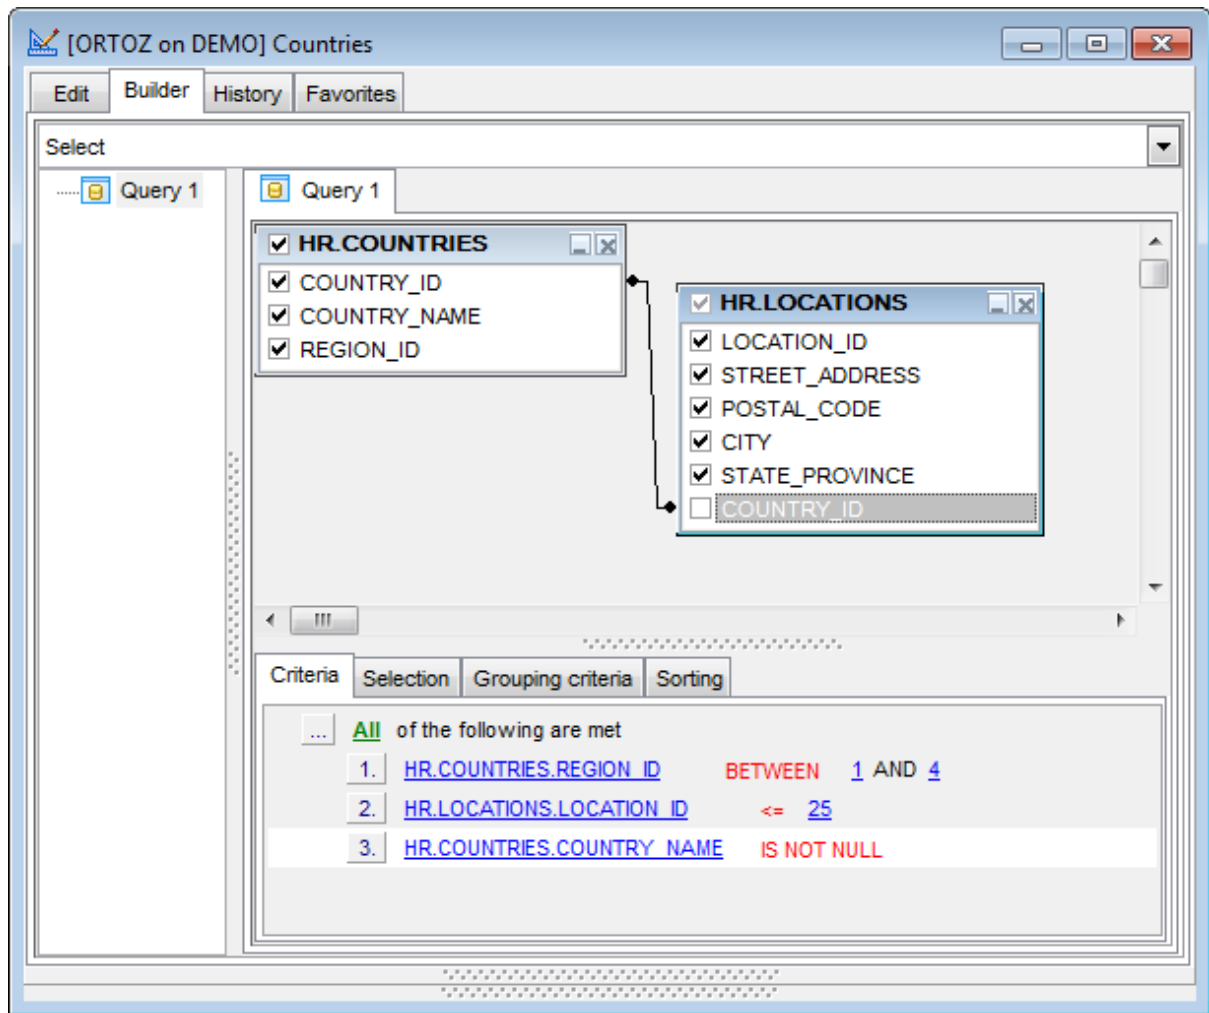 [ORTOZ on DEMO] Countries
Edit Builder History Favorites
Select
Query 1
Query 1
HR.COUNTRIES
COUNTRY_ID
COUNTRY_NAME
REGION_ID
HR.LOCATIONS
LOCATION_ID
STREET_ADDRESS
POSTAL_CODE
CITY
STATE_PROVINCE
COUNTRY_ID
Criteria Selection Grouping criteria Sorting
... All of the following are met
1. HR.COUNTRIES.REGION_ID BETWEEN 1 AND 4
2. HR.LOCATIONS.LOCATION_ID <= 25
3. HR.COUNTRIES.COUNTRY_NAME IS NOT NULL